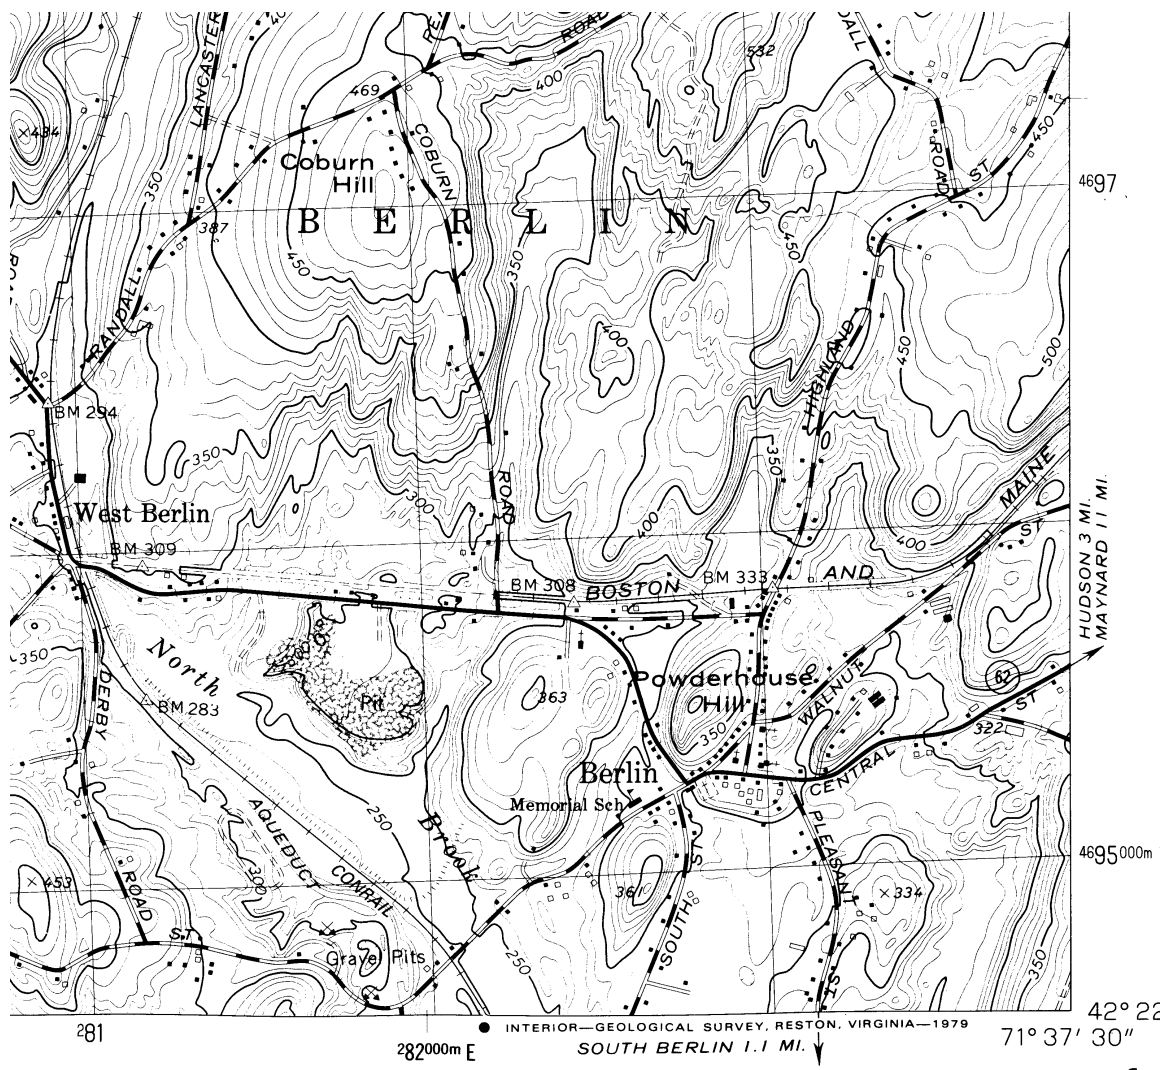 LANCASTER
ROAD
532
400
469
×434
Coburn
Hill
COBURN
ROAD
450
ST
4697
350
387
BERLIN
450
350
450
RANDALL
400
HIGHLAND
450
500
BM 294
350
350
300
MAINE
West Berlin
ROAD
400
400
ST
BM 309
BM 308
BOSTON
BM 333
AND
HUDSON 3 MI.
MAYNARD 11 MI.
350
North
DERBY
Pit
363
Powderhouse
Hill
WALNUT
62
ST
BM 283
350
322
Berlin
CENTRAL
Memorial Sch
AQUEDUCT
250
Brook
PLEASANT
ST
4695000m
×453
300
CONRAIL
361
×334
ROAD
ST
SOUTH
Gravel Pits
250
350
ST
42° 22
281
282000m E
INTERIOR—GEOLOGICAL SURVEY, RESTON, VIRGINIA—1979
71° 37' 30"
SOUTH BERLIN 1.1 MI.